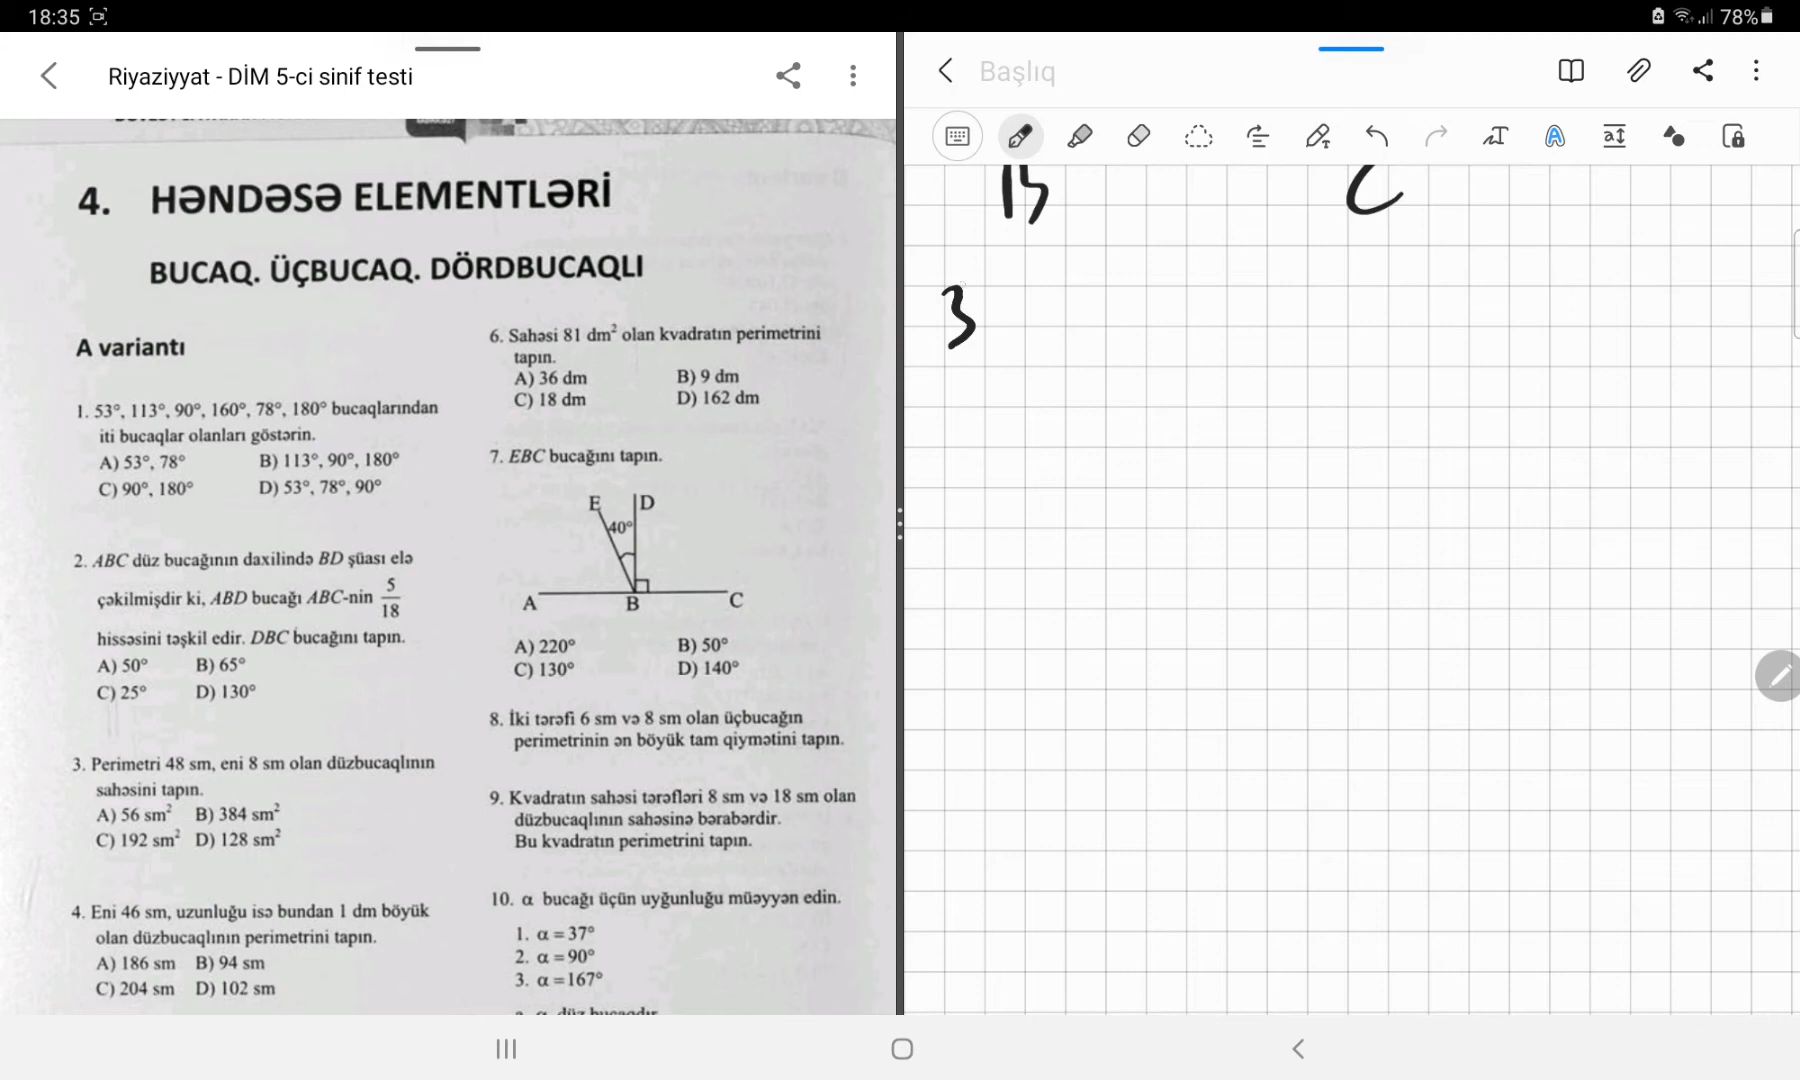 18:35
78%
Riyaziyyat - DİM 5-ci sinif testi
4. HƏNDƏSƏ ELEMENTLƏRİ
BUCAQ. ÜÇBUCAQ. DÖRDBUCAQLI
A variantı
1. 53°, 113°, 90°, 160°, 78°, 180° bucaqlarından
iti bucaqlar olanları göstərin.
A) 53°, 78° B) 113°, 90°, 180°
C) 90°, 180° D) 53°, 78°, 90°
2. ABC düz bucağının daxilində BD şüası elə
çəkilmişdir ki, ABD bucağı ABC-nin 5/18
hissəsini təşkil edir. DBC bucağını tapın.
A) 50° B) 65°
C) 25° D) 130°
3. Perimetri 48 sm, eni 8 sm olan düzbucaqlının
sahəsini tapın.
A) 56 sm² B) 384 sm²
C) 192 sm² D) 128 sm²
4. Eni 46 sm, uzunluğu isə bundan 1 dm böyük
olan düzbucaqlının perimetrini tapın.
A) 186 sm B) 94 sm
C) 204 sm D) 102 sm
6. Sahəsi 81 dm² olan kvadratın perimetrini
tapın.
A) 36 dm B) 9 dm
C) 18 dm D) 162 dm
7. EBC bucağını tapın.
E D
40°
A B C
A) 220° B) 50°
C) 130° D) 140°
8. İki tərəfi 6 sm və 8 sm olan üçbucağın
perimetrinin ən böyük tam qiymətini tapın.
9. Kvadratın sahəsi tərəfləri 8 sm və 18 sm olan
düzbucaqlının sahəsinə bərabərdir.
Bu kvadratın perimetrini tapın.
10. α bucağı üçün uyğunluğu müəyyən edin.
1. α = 37°
2. α = 90°
3. α = 167°
a. α düz bucaqdır
Başlıq
B C
3